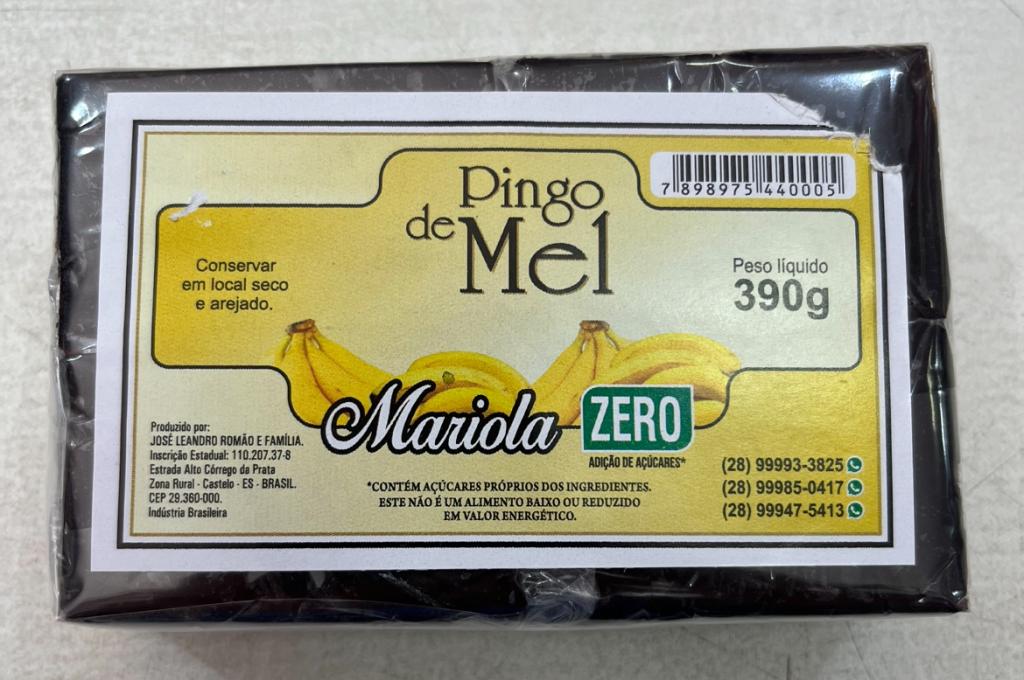 Pingo
de Mel
7 898975 440005
Conservar
em local seco
e arejado.
Peso líquido
390g
Mariola ZERO
ADIÇÃO DE AÇÚCARES*
Produzido por:
JOSÉ LEANDRO ROMÃO E FAMÍLIA.
Inscrição Estadual: 110.207.37-8
Estrada Alto Córrego da Prata
Zona Rural - Castelo - ES - BRASIL.
CEP 29.360-000.
Indústria Brasileira
*CONTÉM AÇÚCARES PRÓPRIOS DOS INGREDIENTES.
ESTE NÃO É UM ALIMENTO BAIXO OU REDUZIDO
EM VALOR ENERGÉTICO.
(28) 99993-3825
(28) 99985-0417
(28) 99947-5413